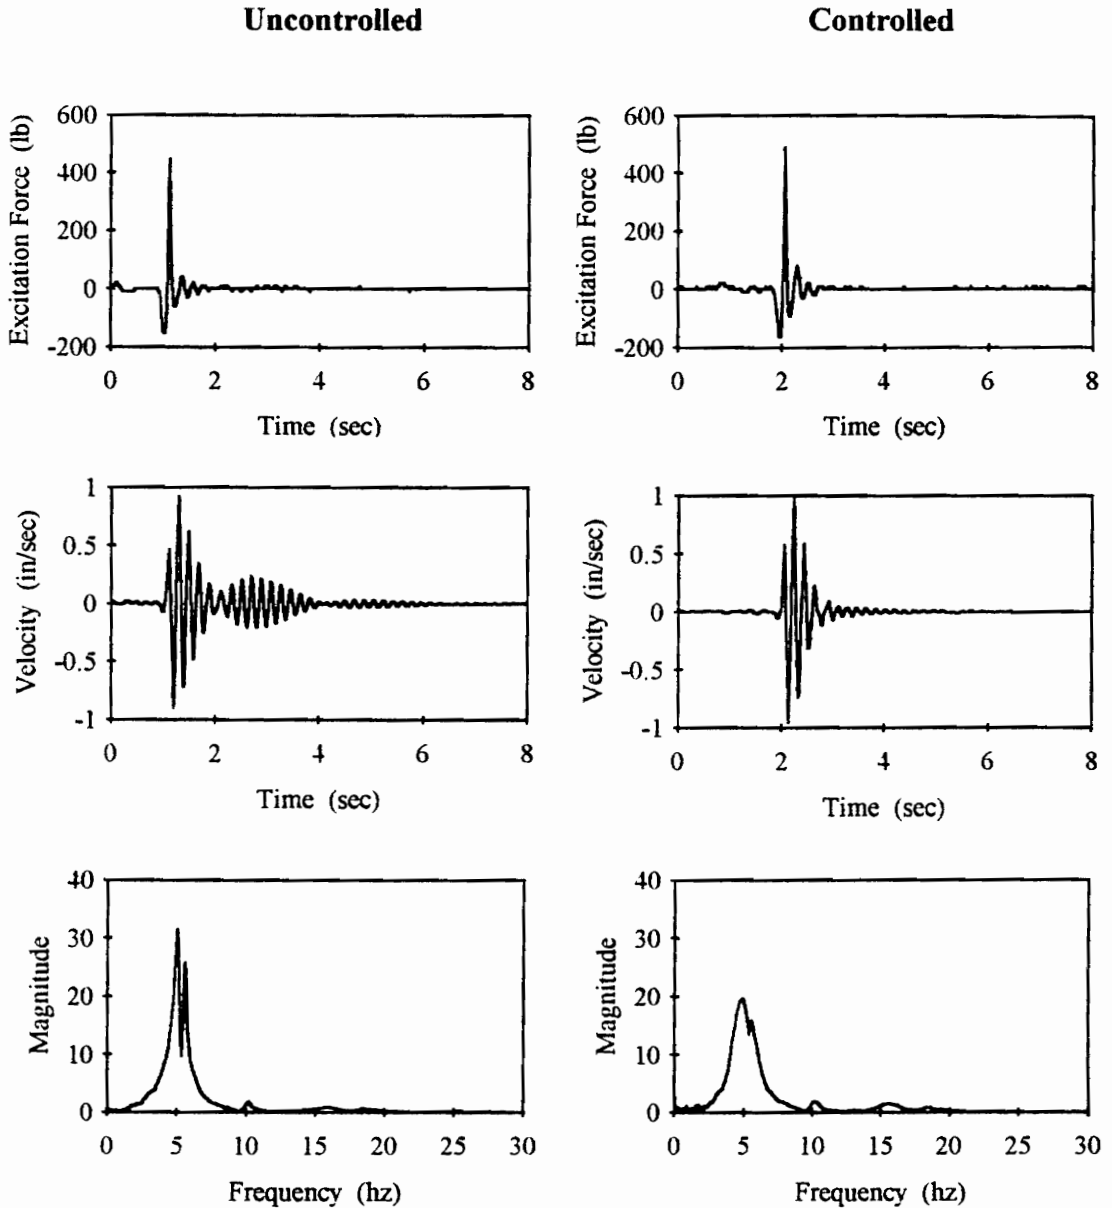 Uncontrolled
Controlled
Excitation Force (lb)
600
400
200
0
-200
0 2 4 6 8
Time (sec)
Excitation Force (lb)
600
400
200
0
-200
0 2 4 6 8
Time (sec)
Velocity (in/sec)
1
0.5
0
-0.5
-1
0 2 4 6 8
Time (sec)
Velocity (in/sec)
1
0.5
0
-0.5
-1
0 2 4 6 8
Time (sec)
Magnitude
40
30
20
10
0
0 5 10 15 20 25 30
Frequency (hz)
Magnitude
40
30
20
10
0
0 5 10 15 20 25 30
Frequency (hz)